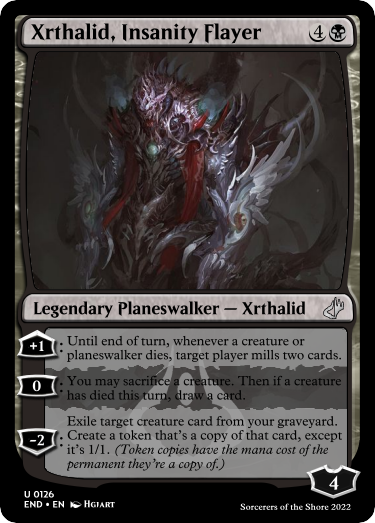 Xrthalid, Insanity Flayer 4
Legendary Planeswalker — Xrthalid
+1: Until end of turn, whenever a creature or
planeswalker dies, target player mills two cards.
0: You may sacrifice a creature. Then if a creature
has died this turn, draw a card.
Exile target creature card from your graveyard.
-2: Create a token that's a copy of that card, except
it's 1/1. (Token copies have the mana cost of the
permanent they're a copy of.)
4
U 0126
END • EN Hgjart
Sorcerers of the Shore 2022